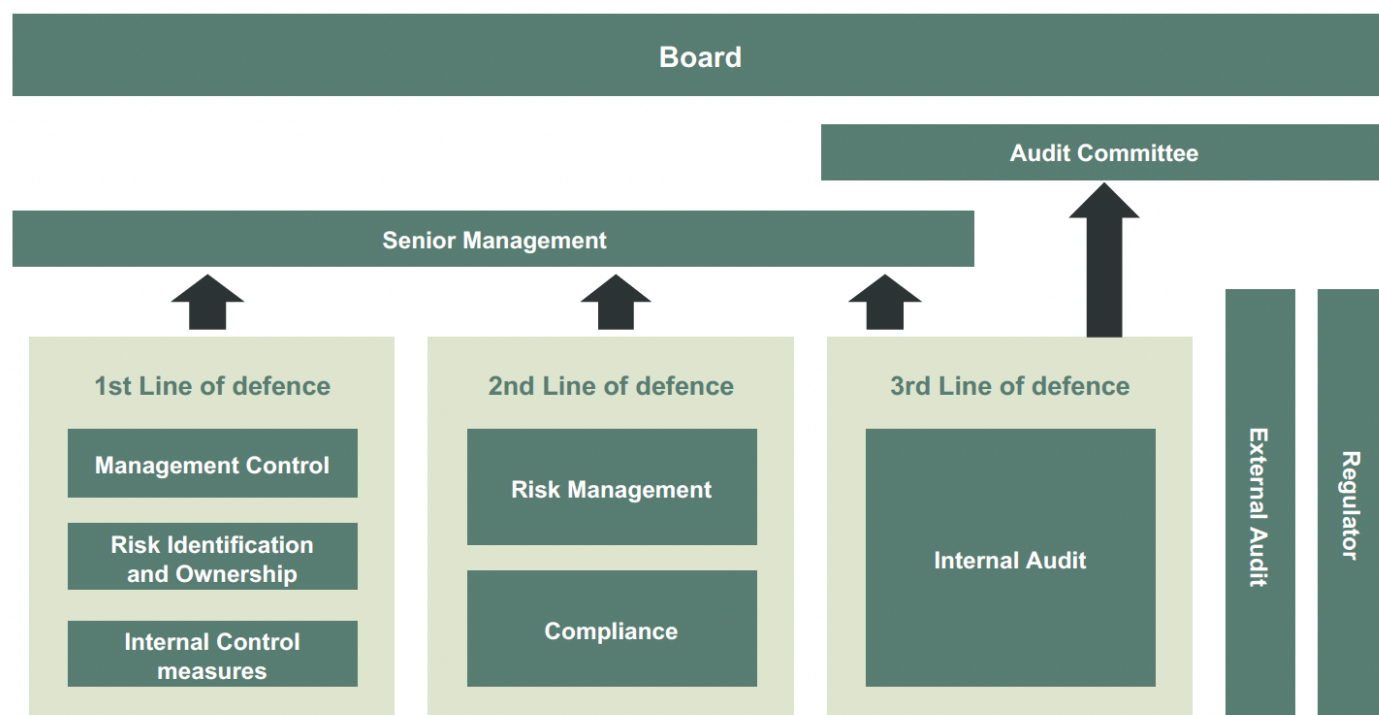 Board
Audit Committee
Senior Management
1st Line of defence
Management Control
Risk Identification
and Ownership
Internal Control
measures
2nd Line of defence
Risk Management
Compliance
3rd Line of defence
Internal Audit
External Audit
Regulator